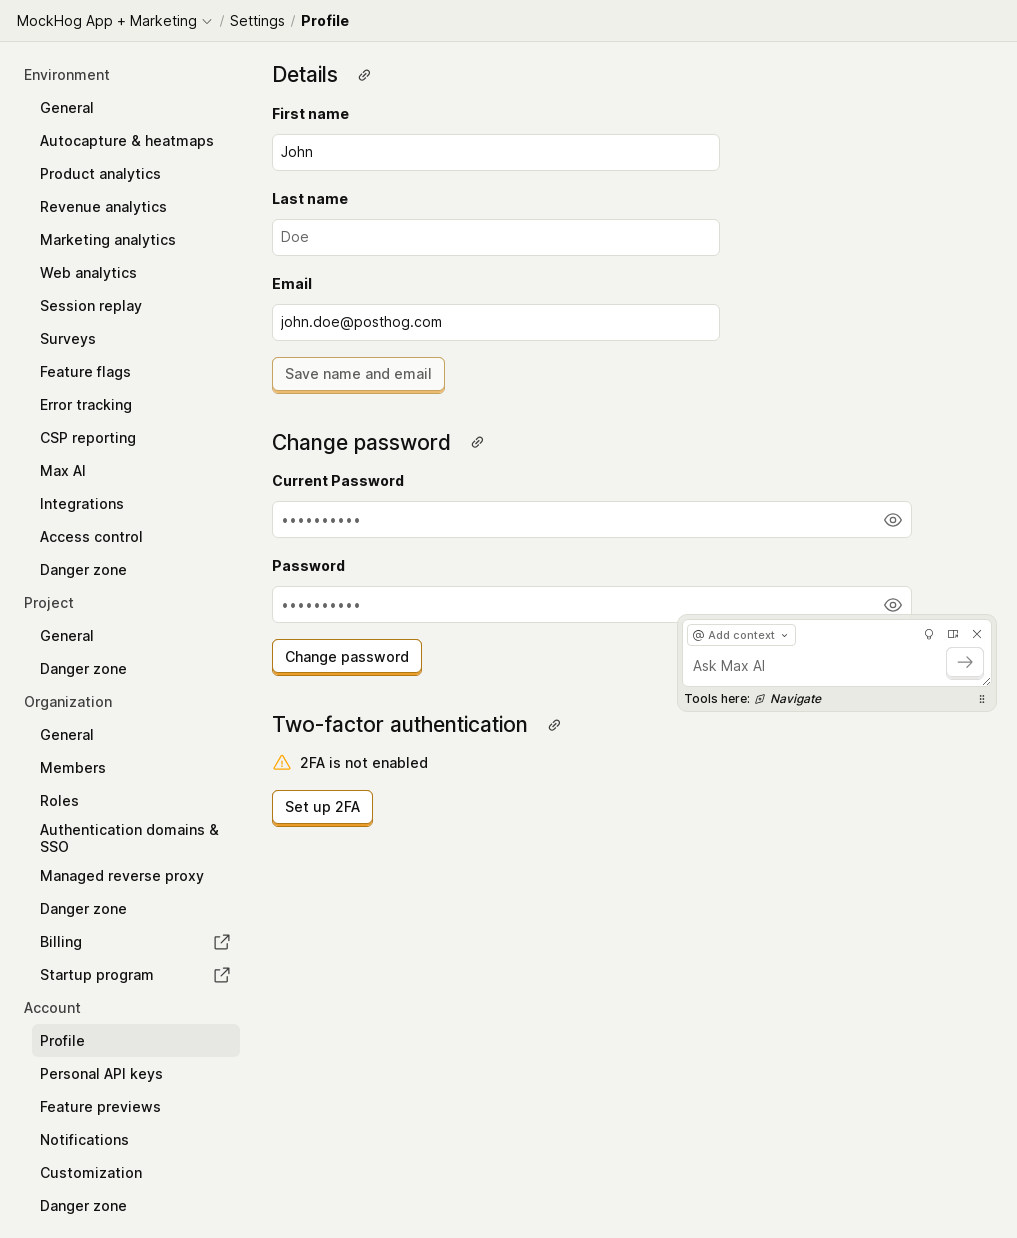 MockHog App + Marketing / Settings / Profile
Environment
General
Autocapture & heatmaps
Product analytics
Revenue analytics
Marketing analytics
Web analytics
Session replay
Surveys
Feature flags
Error tracking
CSP reporting
Max AI
Integrations
Access control
Danger zone
Project
General
Danger zone
Organization
General
Members
Roles
Authentication domains &
SSO
Managed reverse proxy
Danger zone
Billing
Startup program
Account
Profile
Personal API keys
Feature previews
Notifications
Customization
Danger zone
Details
First name
John
Last name
Doe
Email
john.doe@posthog.com
Save name and email
Change password
Current Password
••••••••••
Password
••••••••••
Change password
Two-factor authentication
2FA is not enabled
Set up 2FA
@ Add context
Ask Max AI
Tools here: Navigate